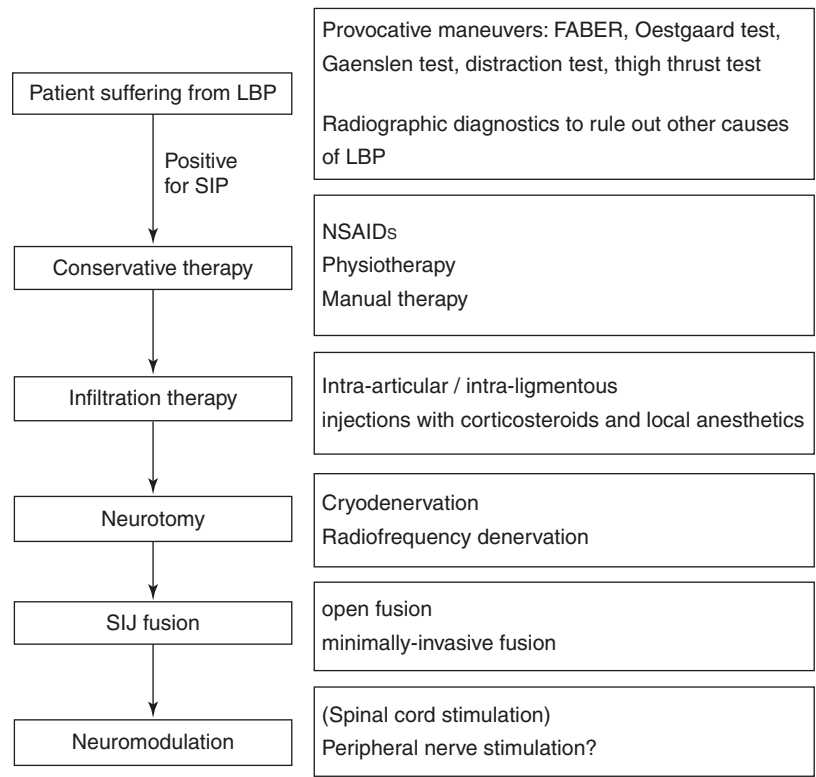 Patient suffering from LBP
Provocative maneuvers: FABER, Oestgaard test,
Gaenslen test, distraction test, thigh thrust test
Radiographic diagnostics to rule out other causes
of LBP
Positive
for SIP
Conservative therapy
NSAIDs
Physiotherapy
Manual therapy
Infiltration therapy
Intra-articular / intra-ligmentous
injections with corticosteroids and local anesthetics
Neurotomy
Cryodenervation
Radiofrequency denervation
SIJ fusion
open fusion
minimally-invasive fusion
Neuromodulation
(Spinal cord stimulation)
Peripheral nerve stimulation?